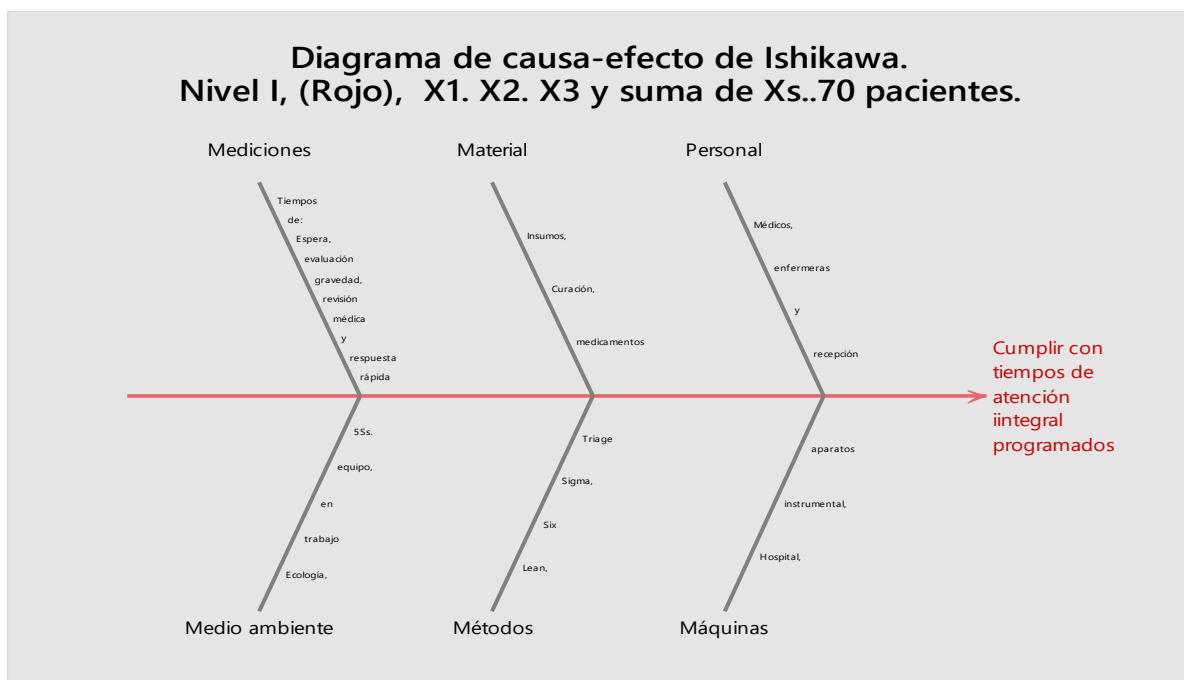 Diagrama de causa-efecto de Ishikawa.
Nivel I, (Rojo),  X1. X2. X3 y suma de Xs..70 pacientes.
Mediciones
Tiempos
de:
Espera,
evaluación
gravedad,
revisión
médica
y
respuesta
rápida
Material
Insumos,
Curación,
medicamentos
Personal
Médicos,
enfermeras
y
recepción
Cumplir con
tiempos de
atención
iintegral
programados
5Ss.
equipo,
en
trabajo
Ecología,
Medio ambiente
Triage
Sigma,
Six
Lean,
Métodos
aparatos
instrumental,
Hospital,
Máquinas